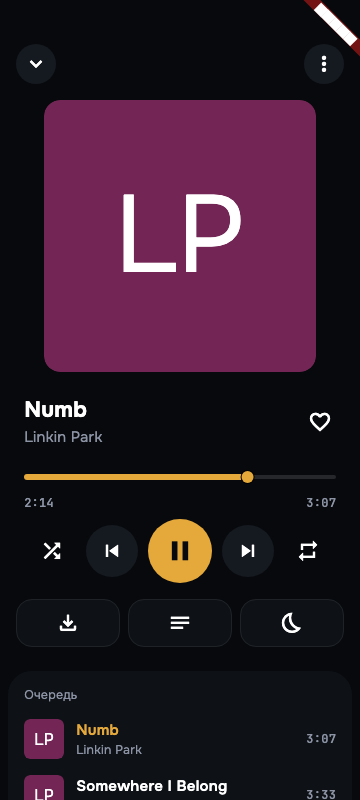 LP
Numb
Linkin Park
2:14
3:07
Очередь
LP
Numb
Linkin Park
3:07
LP
Somewhere I Belong
3:33